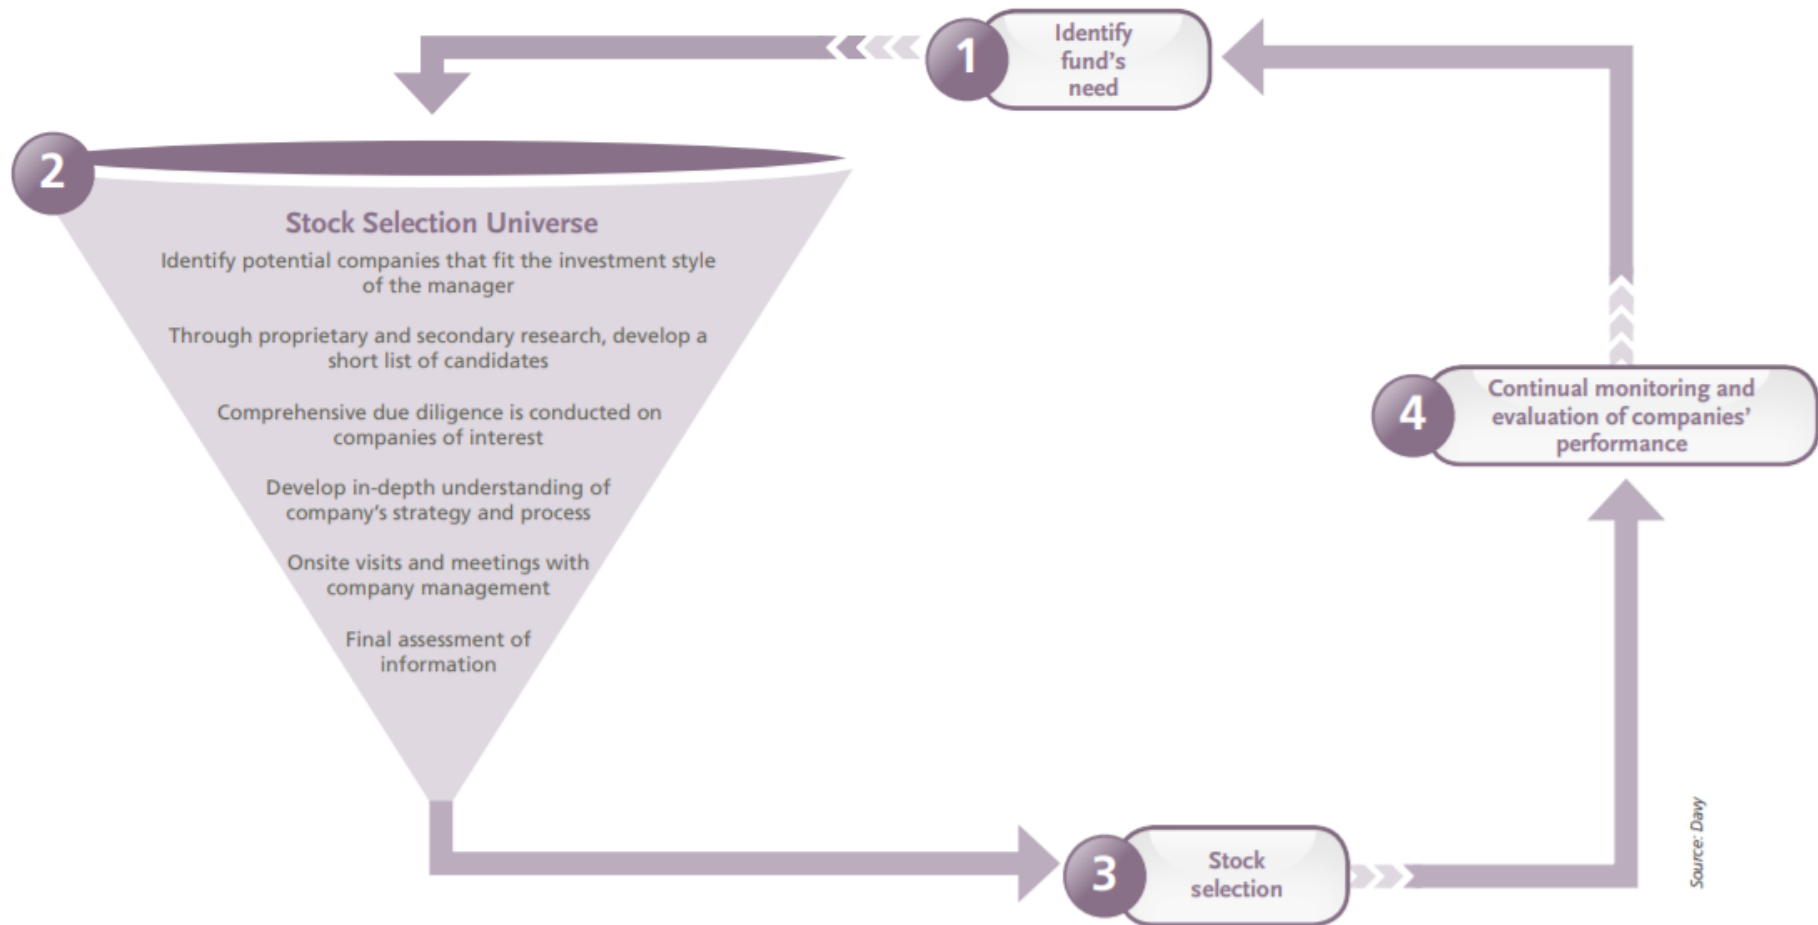 1
Identify
fund's
need
2
Stock Selection Universe
Identify potential companies that fit the investment style
of the manager
Through proprietary and secondary research, develop a
short list of candidates
Comprehensive due diligence is conducted on
companies of interest
Develop in-depth understanding of
company's strategy and process
Onsite visits and meetings with
company management
Final assessment of
information
3
Stock
selection
4
Continual monitoring and
evaluation of companies'
performance
Source: Davy